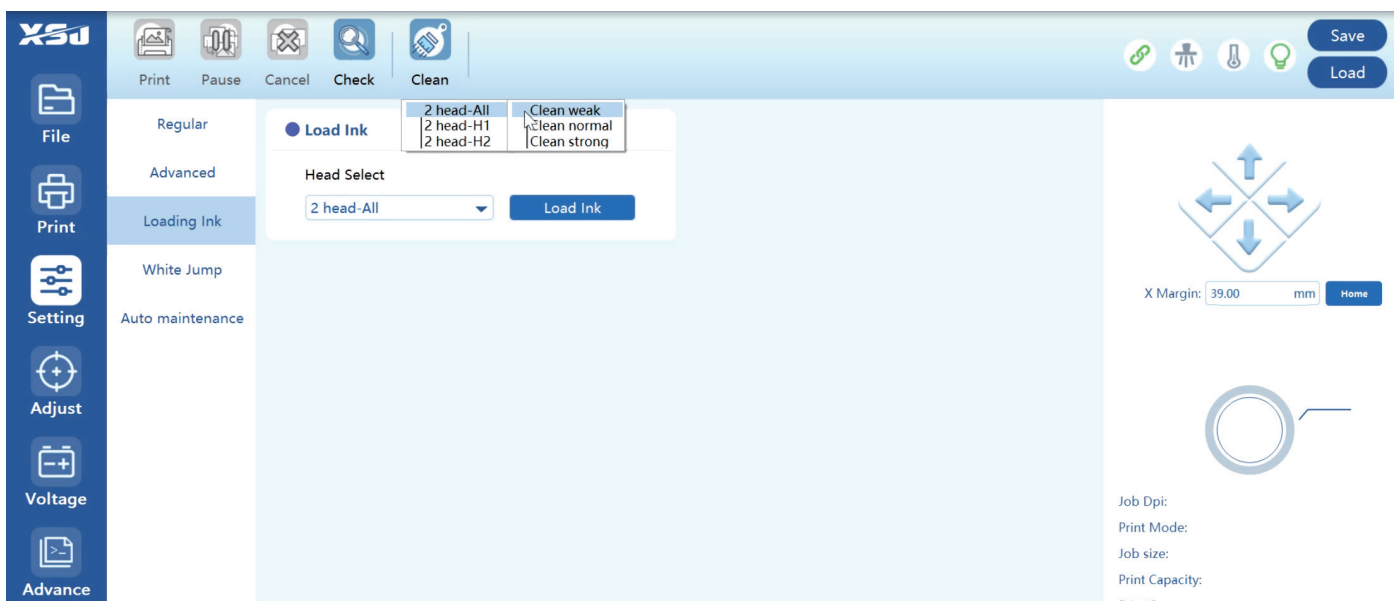 XSJ
Print
Pause
Cancel
Check
Clean
Save
Load
File
Print
Setting
Adjust
Voltage
Advance
Regular
Advanced
Loading Ink
White Jump
Auto maintenance
2 head-All
2 head-H1
2 head-H2
Clean weak
Clean normal
Clean strong
Load Ink
Head Select
2 head-All
Load Ink
X Margin: 39.00 mm Home
Job Dpi:
Print Mode:
Job size:
Print Capacity: